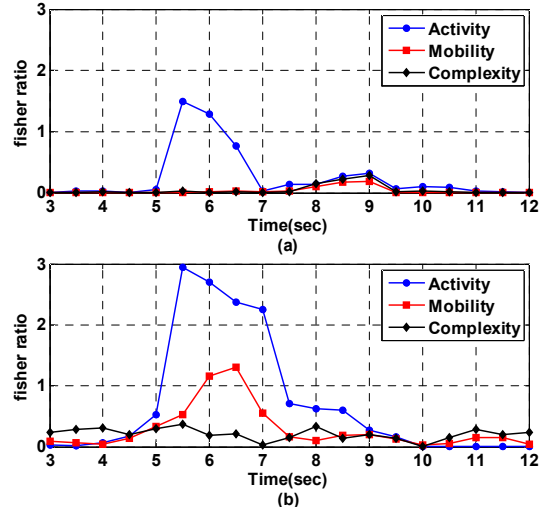 3
2
1
0
fisher ratio
Activity
Mobility
Complexity
3 4 5 6 7 8 9 10 11 12
Time(sec)
(a)
3
2
1
0
fisher ratio
Activity
Mobility
Complexity
3 4 5 6 7 8 9 10 11 12
Time(sec)
(b)